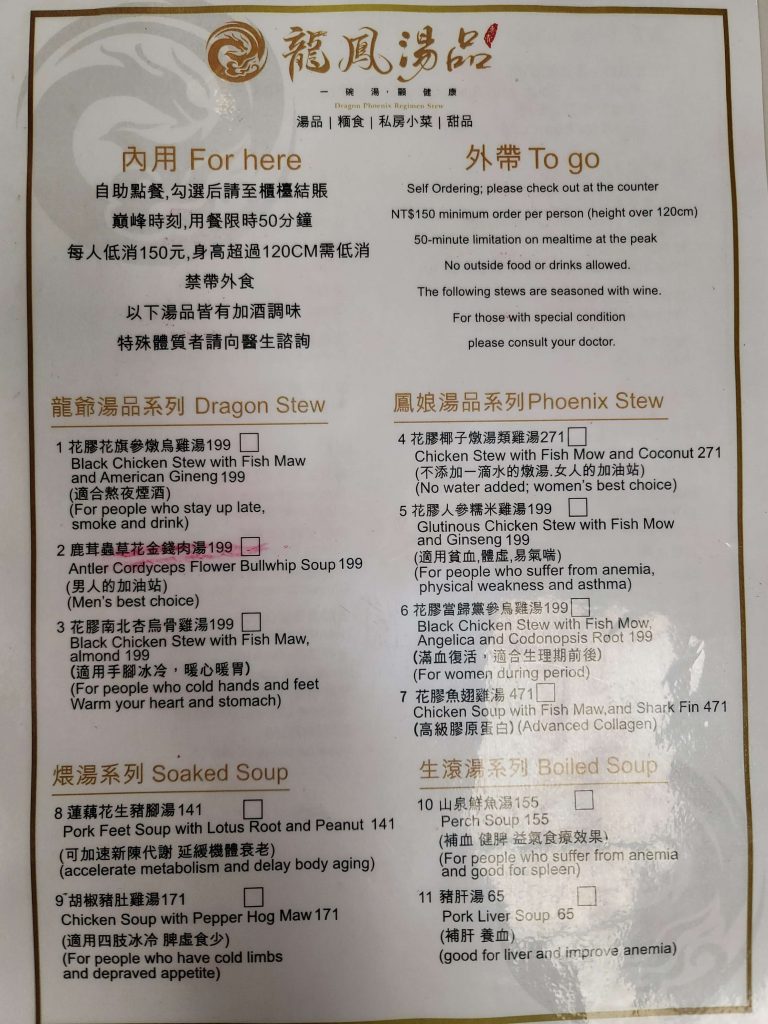 龍鳳湯品
一碗湯·顧健康
Dragon Phoenix Regimen Stew
湯品 | 麵食 | 私房小菜 | 甜品
內用 For here
自助點餐,勾選后請至櫃檯結賬
巔峰時刻,用餐限時50分鐘
每人低消150元,身高超過120CM需低消
禁帶外食
以下湯品皆有加酒調味
特殊體質者請向醫生諮詢
外帶 To go
Self Ordering; please check out at the counter
NT$150 minimum order per person (height over 120cm)
50-minute limitation on mealtime at the peak
No outside food or drinks allowed.
The following stews are seasoned with wine.
For those with special condition
please consult your doctor.
龍爺湯品系列 Dragon Stew
1 花膠花旗參燉烏雞湯199
Black Chicken Stew with Fish Maw
and American Gineng 199
(適合熬夜煙酒)
(For people who stay up late,
smoke and drink)
2 鹿茸蟲草花金錢肉湯199
Antler Cordyceps Flower Bullwhip Soup 199
(男人的加油站)
(Men's best choice)
3 花膠南北杏烏骨雞湯199
Black Chicken Stew with Fish Maw,
almond 199
(適用手腳冰冷，暖心暖胃)
(For people who cold hands and feet
Warm your heart and stomach)
鳳娘湯品系列Phoenix Stew
4 花膠椰子燉湯類雞湯271
Chicken Stew with Fish Mow and Coconut 271
(不添加一滴水的燉湯.女人的加油站)
(No water added; women's best choice)
5 花膠人參糯米雞湯199
Glutinous Chicken Stew with Fish Mow
and Ginseng 199
(適用貧血,體虛,易氣喘)
(For people who suffer from anemia,
physical weakness and asthma)
6 花膠當歸黨參烏雞湯199
Black Chicken Stew with Fish Mow,
Angelica and Codonopsis Root 199
(滿血復活，適合生理期前後)
(For women during period)
7 花膠魚翅雞湯 471
Chicken Soup with Fish Maw,and Shark Fin 471
(高級膠原蛋白) (Advanced Collagen)
煨湯系列 Soaked Soup
8 蓮藕花生豬腳湯141
Pork Feet Soup with Lotus Root and Peanut 141
(可加速新陳代謝 延緩機體衰老)
(accelerate metabolism and delay body aging)
9 胡椒豬肚雞湯171
Chicken Soup with Pepper Hog Maw 171
(適用四肢冰冷 脾虛食少)
(For people who have cold limbs
and depraved appetite)
生滾湯系列 Boiled Soup
10 山泉鮮魚湯155
Perch Soup 155
(補血 健脾 益氣食療效果)
(For people who suffer from anemia
and good for spleen)
11 豬肝湯 65
Pork Liver Soup 65
(補肝 養血)
(good for liver and improve anemia)